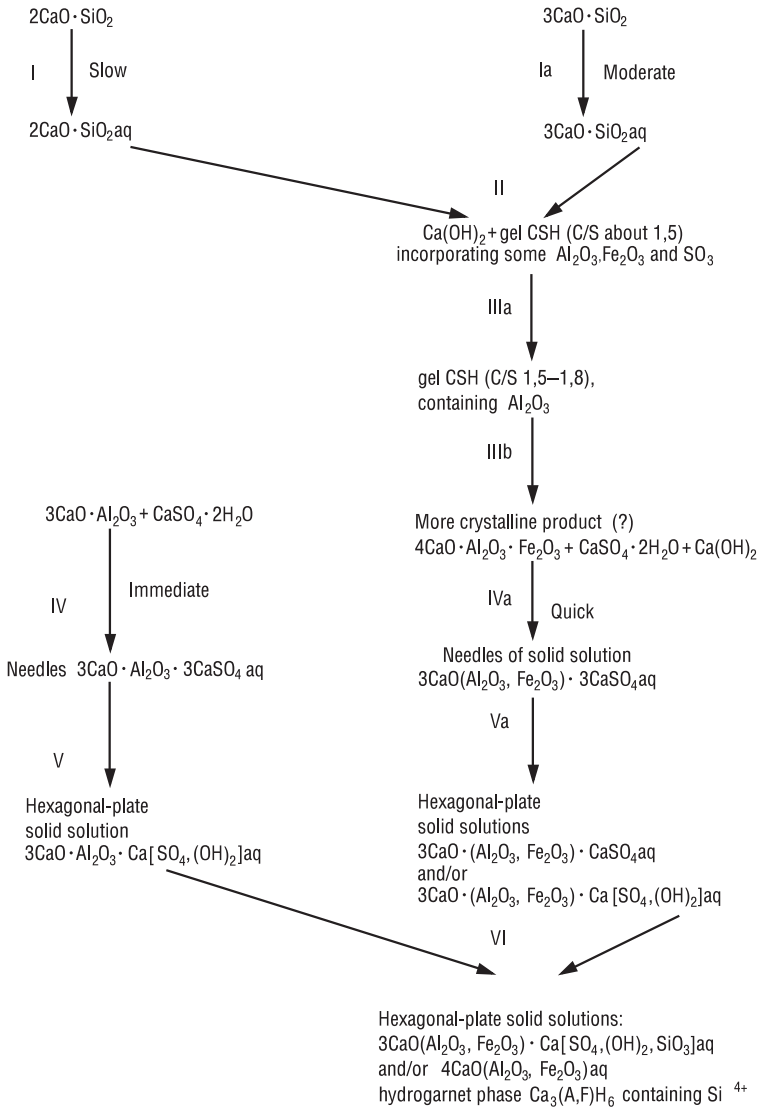 2CaO·SiO₂
3CaO·SiO₂
I
Slow
Ia
Moderate
2CaO·SiO₂aq
3CaO·SiO₂aq
II
Ca(OH)₂+gel CSH (C/S about 1,5)
incorporating some Al₂O₃,Fe₂O₃ and SO₃
IIIa
gel CSH (C/S 1,5–1,8),
containing Al₂O₃
IIIb
More crystalline product (?)
4CaO·Al₂O₃·Fe₂O₃+CaSO₄·2H₂O+Ca(OH)₂
IVa
Quick
Needles of solid solution
3CaO(Al₂O₃, Fe₂O₃)·3CaSO₄aq
Va
Hexagonal-plate
solid solutions
3CaO·(Al₂O₃, Fe₂O₃)·CaSO₄aq
and/or
3CaO·(Al₂O₃, Fe₂O₃)·Ca[SO₄,(OH)₂]aq
3CaO·Al₂O₃+CaSO₄·2H₂O
IV
Immediate
Needles 3CaO·Al₂O₃·3CaSO₄ aq
V
Hexagonal-plate
solid solution
3CaO·Al₂O₃·Ca[SO₄,(OH)₂]aq
VI
Hexagonal-plate solid solutions:
3CaO(Al₂O₃, Fe₂O₃)·Ca[SO₄,(OH)₂, SiO₃]aq
and/or 4CaO(Al₂O₃, Fe₂O₃)aq
hydrogarnet phase Ca₃(A,F)H₆ containing Si ⁴⁺